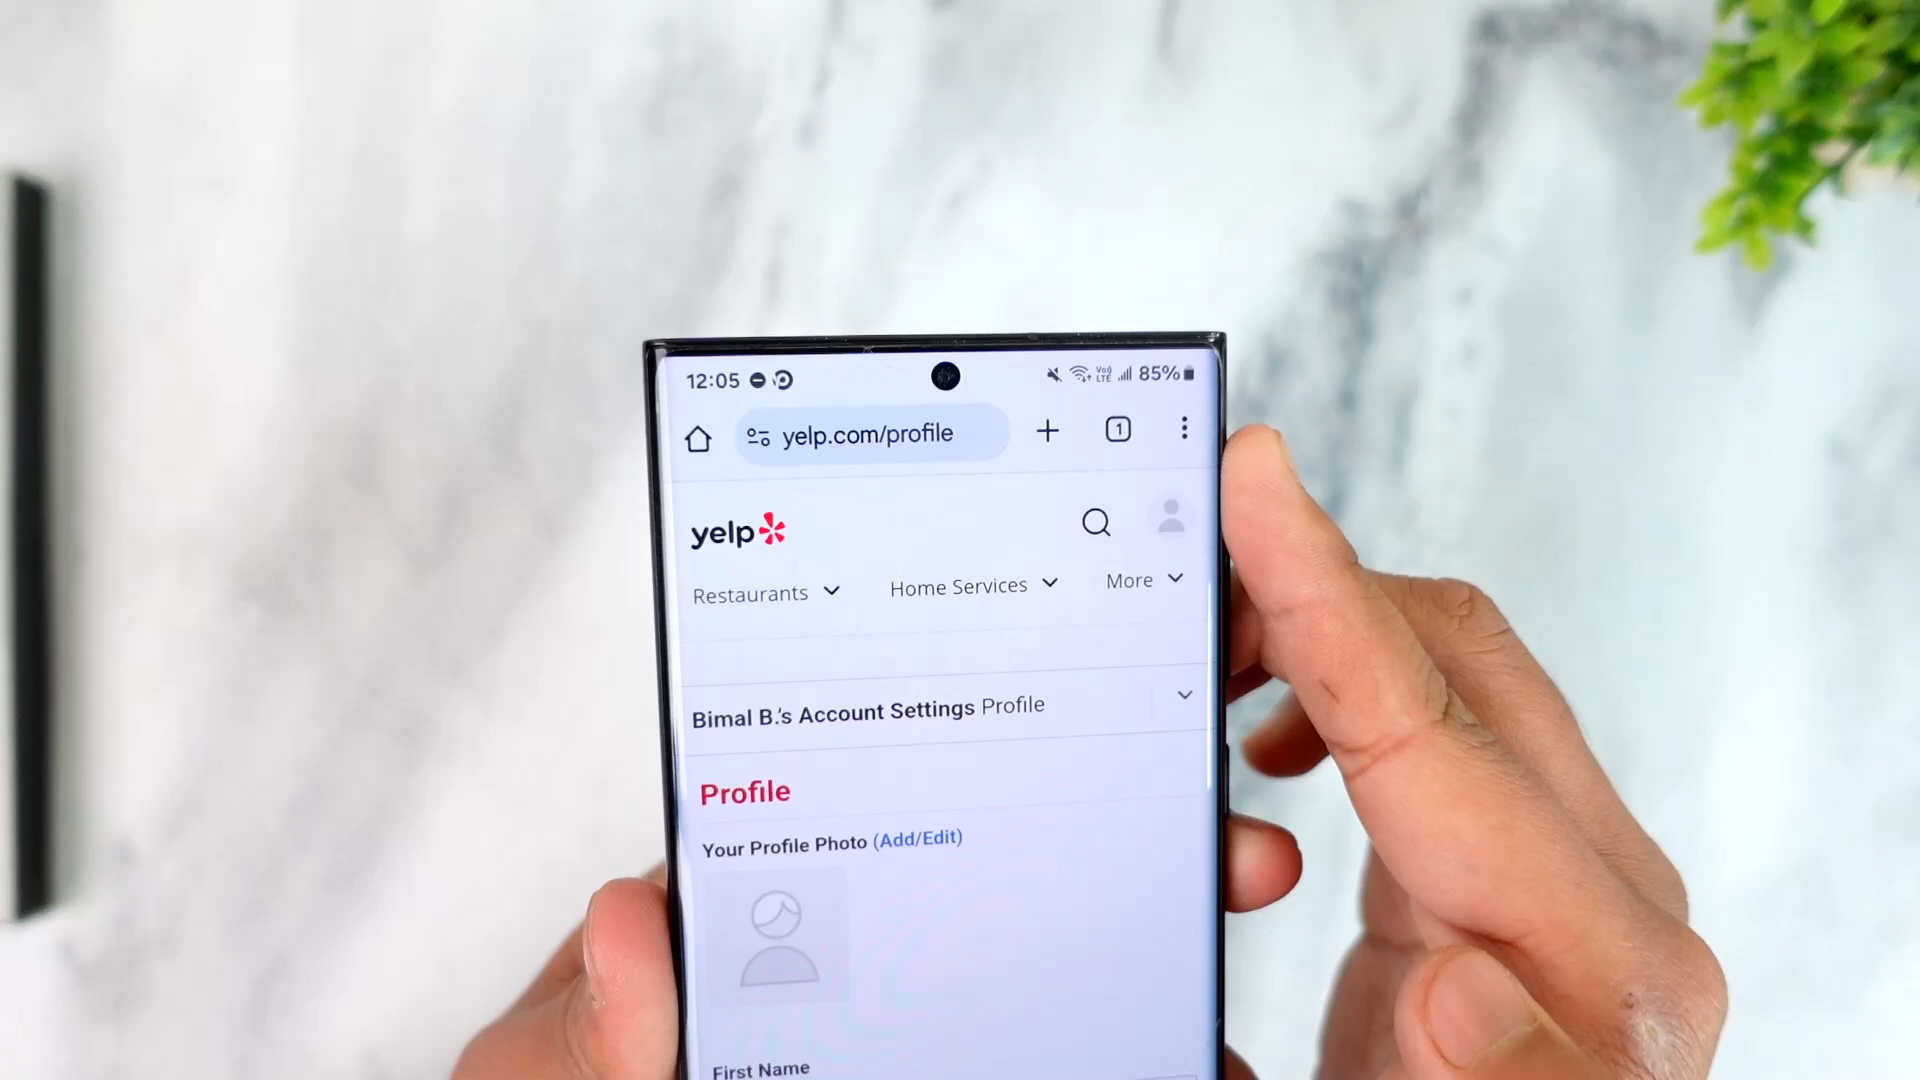 12:05 85%
yelp.com/profile 1
yelp
Restaurants Home Services More
Bimal B.'s Account Settings Profile
Profile
Your Profile Photo (Add/Edit)
First Name